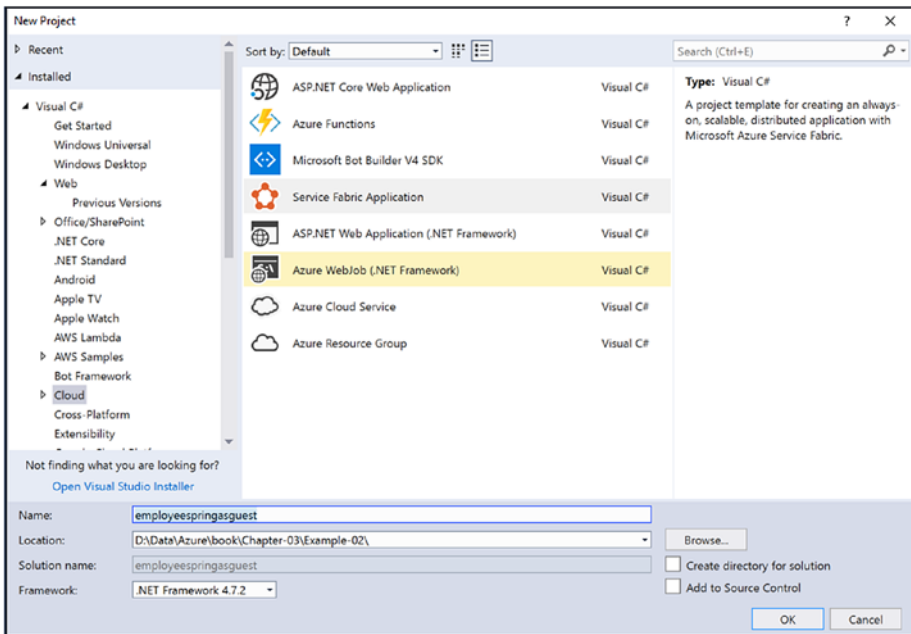 New Project
? ×
Recent
Installed
Visual C#
Get Started
Windows Universal
Windows Desktop
Web
Previous Versions
Office/SharePoint
.NET Core
.NET Standard
Android
Apple TV
Apple Watch
AWS Lambda
AWS Samples
Bot Framework
Cloud
Cross-Platform
Extensibility
Not finding what you are looking for?
Open Visual Studio Installer
Sort by: Default
ASP.NET Core Web Application Visual C#
Azure Functions Visual C#
Microsoft Bot Builder V4 SDK Visual C#
Service Fabric Application Visual C#
ASP.NET Web Application (.NET Framework) Visual C#
Azure WebJob (.NET Framework) Visual C#
Azure Cloud Service Visual C#
Azure Resource Group Visual C#
Search (Ctrl+E)
Type: Visual C#
A project template for creating an always-
on, scalable, distributed application with
Microsoft Azure Service Fabric.
Name: employeespringasguest
Location: D:\Data\Azure\book\Chapter-03\Example-02\ Browse...
Solution name: employeespringasguest Create directory for solution
Framework: .NET Framework 4.7.2 Add to Source Control
OK Cancel